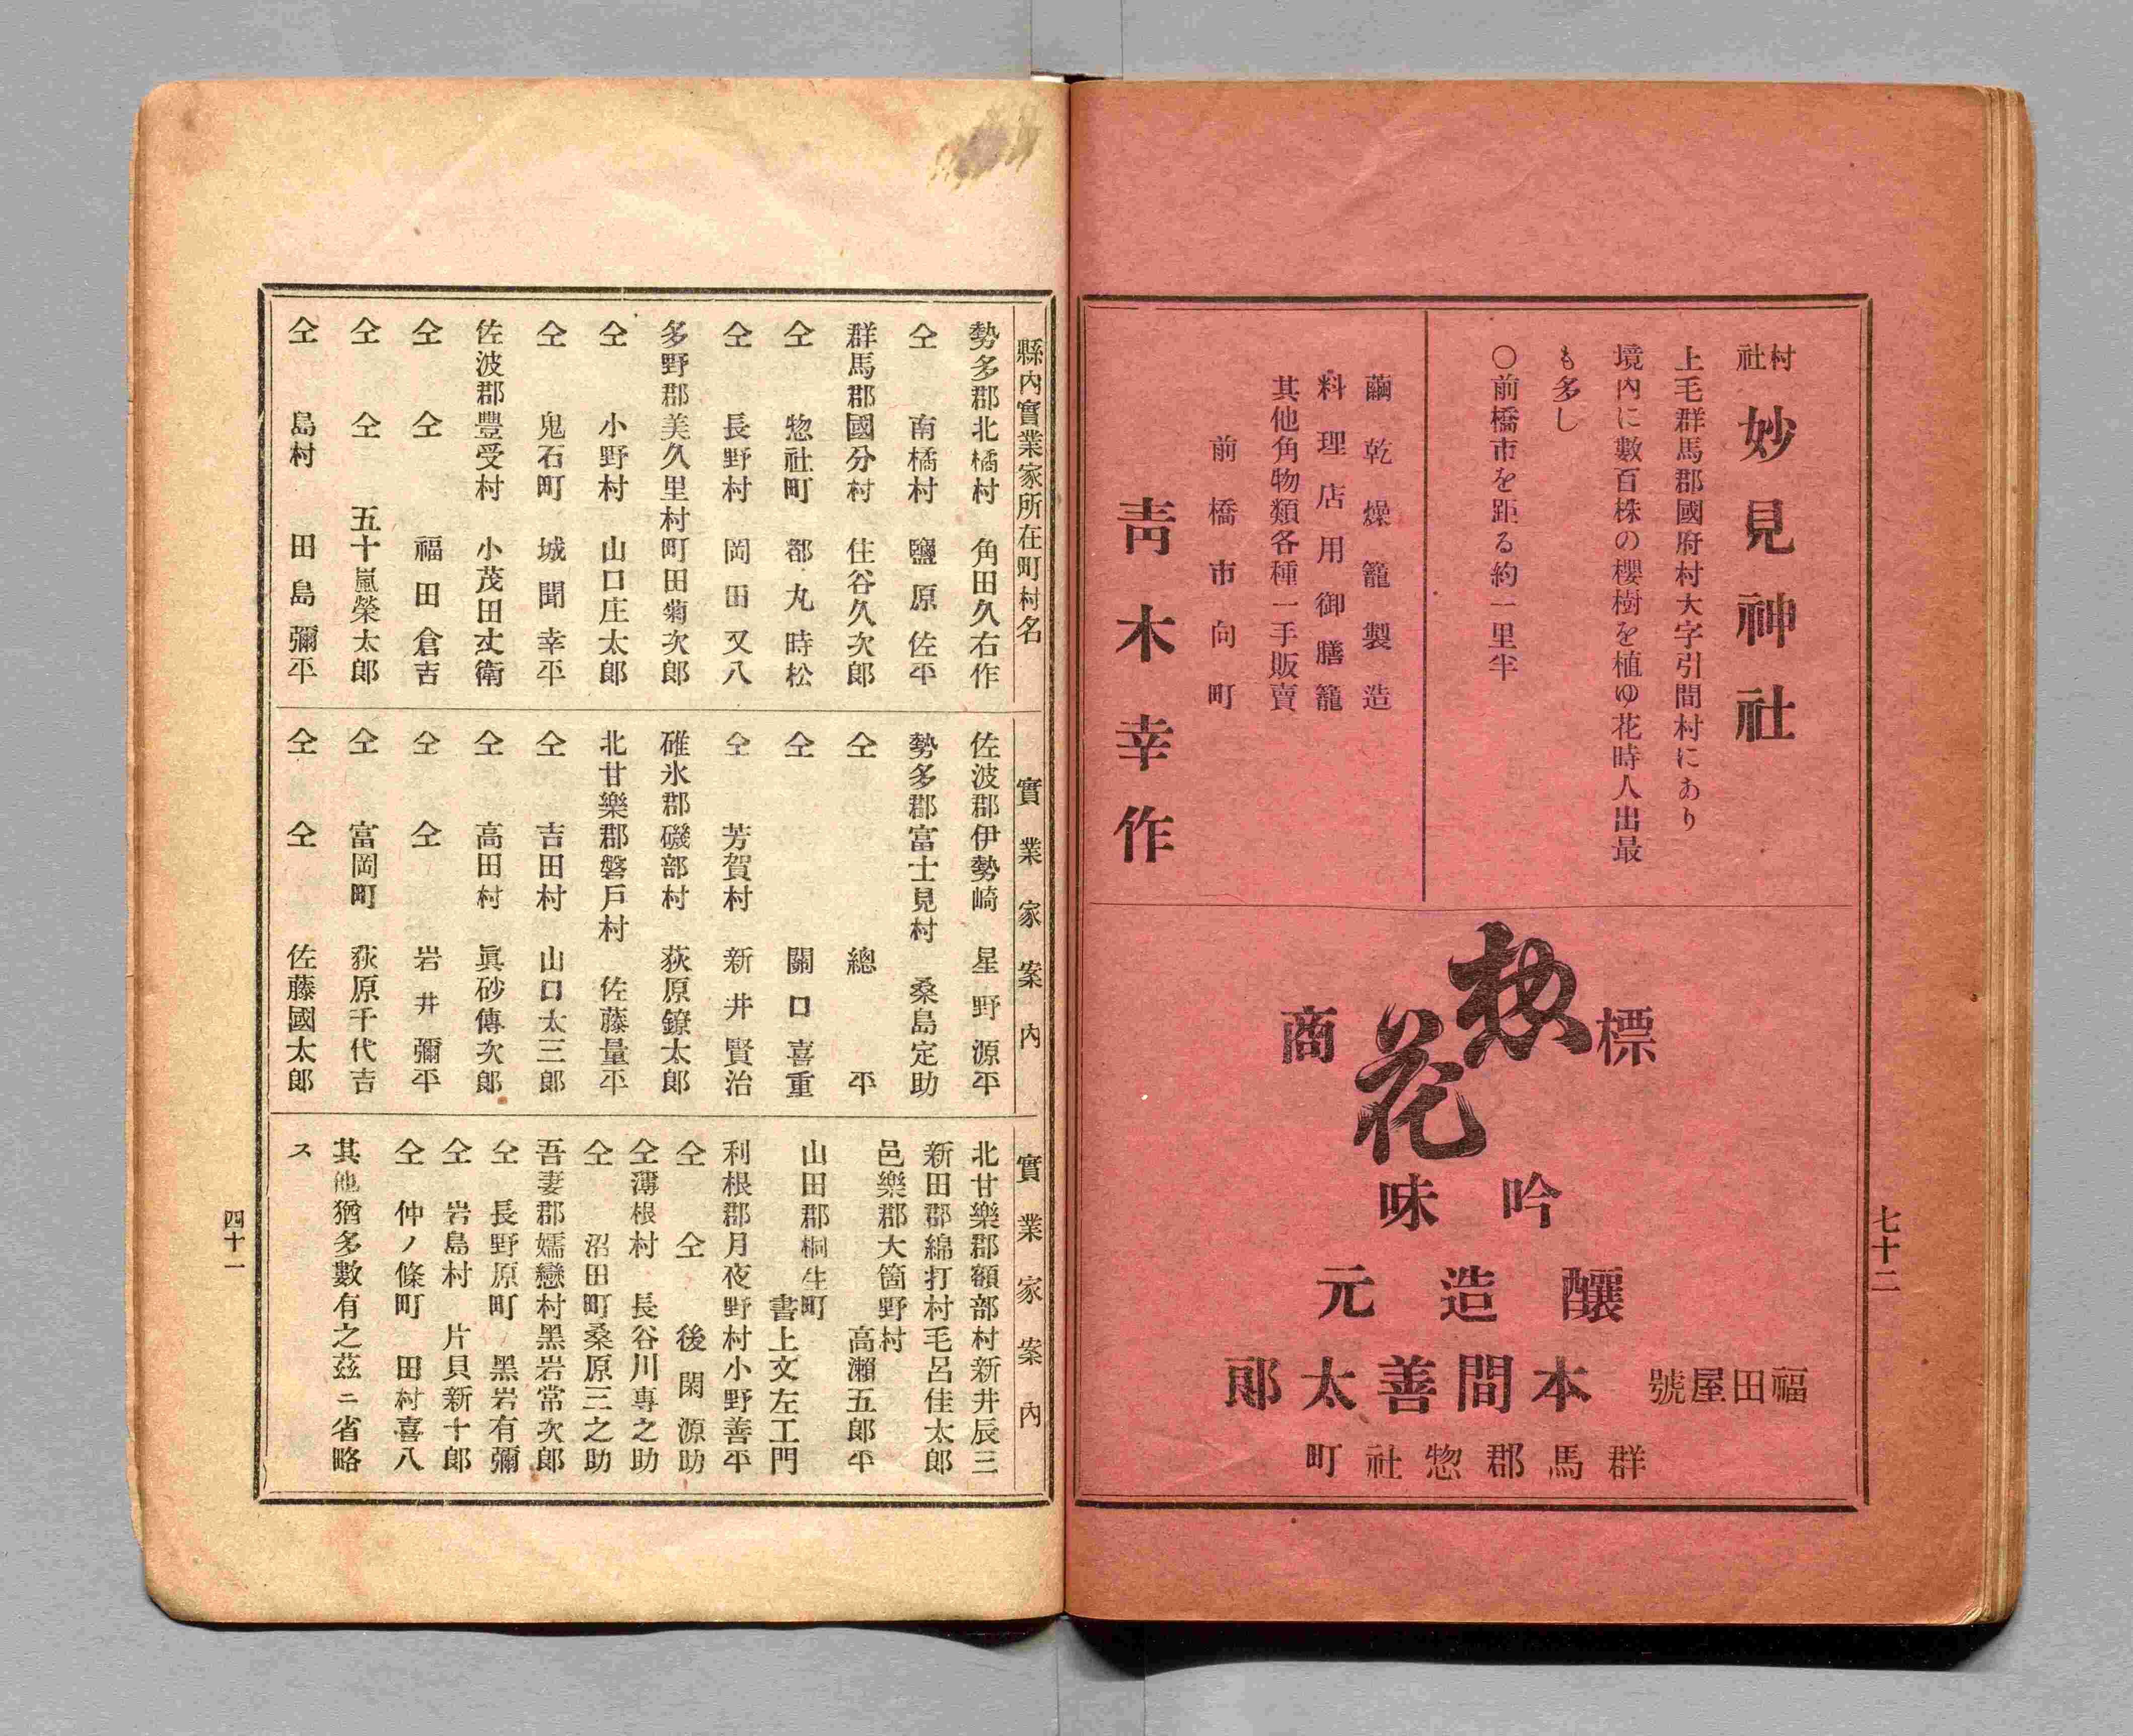 七十二
村社 妙見神社
上毛群馬郡國府村大字引間村にあり
境內に數百株の櫻樹を植ゆ花時人出最
も多し
○前橋市を距る約一里半
繭乾燥籠製造
料理店用御膳籠
其他角物類各種一手販賣
前橋市向町
靑木幸作
商標
花
吟味
釀造元
福田屋號 本間善太郞
群馬郡惣社町
縣內實業家所在町村名
勢多郡北橘村 角田久右作
仝 南橘村 鹽原佐平
群馬郡國分村 住谷久次郞
仝 惣社町 都丸時松
仝 長野村 岡田又八
多野郡美久里村町田菊次郞
仝 小野村 山口庄太郞
仝 鬼石町 城聞幸平
佐波郡豐受村 小茂田𠀋衛
仝 仝 福田倉吉
仝 仝 五十嵐榮太郞
仝 島村 田島彌平
實業家案內
佐波郡伊勢崎 星野源平
勢多郡富士見村 桑島定助
仝 總平
仝 關口喜重
仝 芳賀村 新井賢治
碓氷郡磯部村 荻原鐐太郞
北甘樂郡磐戶村 佐藤量平
仝 吉田村 山口太三郞
仝 高田村 眞砂傳次郞
仝 仝 岩井彌平
仝 富岡町 荻原千代吉
仝 仝 佐藤國太郞
實業家案內
北甘樂郡額部村新井辰三
新田郡綿打村毛呂佳太郞
邑樂郡大箇野村
高瀨五郞平
山田郡桐生町
書上文左工門
利根郡月夜野村小野善平
仝 仝 後閑源助
仝薄根村 長谷川專之助
仝 沼田町桑原三之助
吾妻郡嬬戀村黑岩常次郞
仝 長野原町 黑岩有彌
仝 岩島村 片貝新十郞
仝 仲ノ條町 田村喜八
其他猶多數有之茲ニ省略
ス
四十一